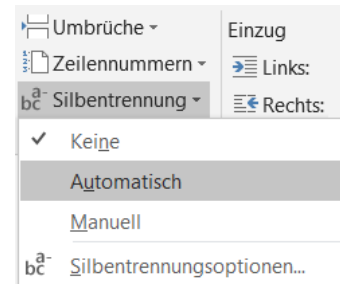 Umbrüche
Einzug
Zeilennummern
Links:
Silbentrennung
Rechts:
Keine
Automatisch
Manuell
Silbentrennungsoptionen...